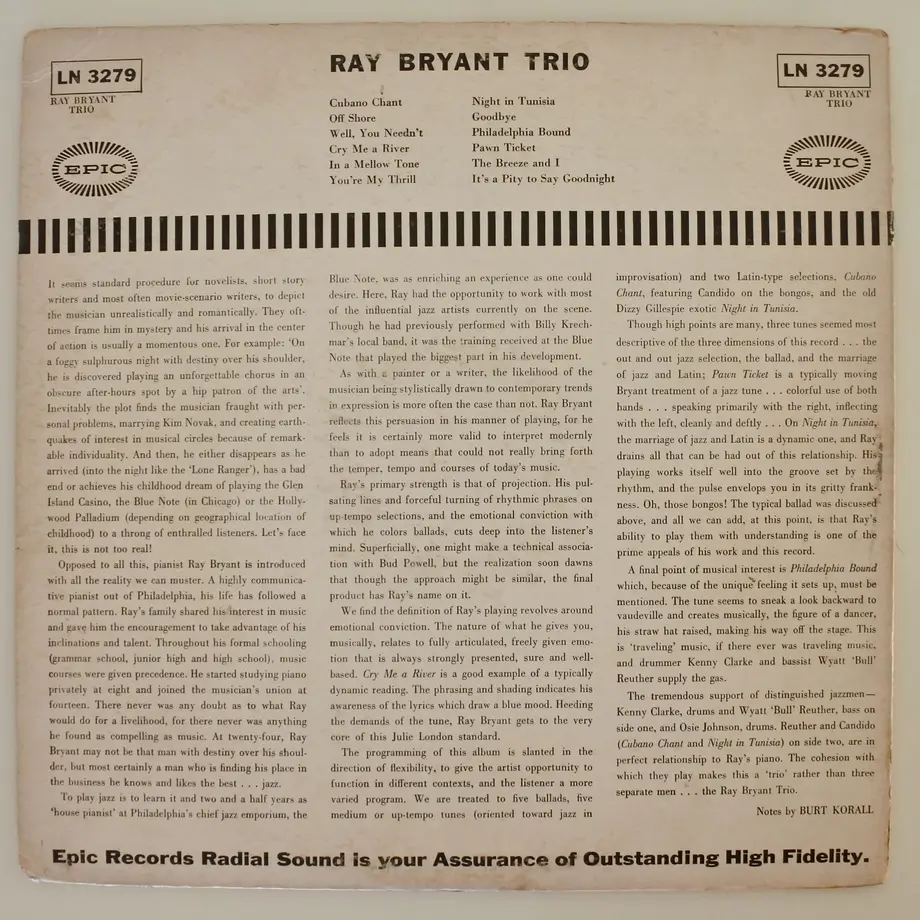 RAY BRYANT TRIO
LN 3279
RAY BRYANT
TRIO
EPIC
LN 3279
RAY BRYANT
TRIO
EPIC
Cubano Chant
Off Shore
Well, You Needn't
Cry Me a River
In a Mellow Tone
You're My Thrill
Night in Tunisia
Goodbye
Philadelphia Bound
Pawn Ticket
The Breeze and I
It's a Pity to Say Goodnight
It seems standard procedure for novelists, short story
writers and most often movie-scenario writers, to depict
the musician unrealistically and romantically. They oft-
times frame him in mystery and his arrival in the center
of action is usually a momentous one. For example: 'On
a foggy sulphurous night with destiny over his shoulder,
he is discovered playing an unforgettable chorus in an
obscure after-hours spot by a hip patron of the arts'.
Inevitably the plot finds the musician fraught with per-
sonal problems, marrying Kim Novak, and creating earth-
quakes of interest in musical circles because of remark-
able individuality. And then, he either disappears as he
arrived (into the night like the 'Lone Ranger'), has a bad
end or achieves his childhood dream of playing the Glen
Island Casino, the Blue Note (in Chicago) or the Holly-
wood Palladium (depending on geographical location of
childhood) to a throng of enthralled listeners. Let's face
it, this is not too real!
Opposed to all this, pianist Ray Bryant is introduced
with all the reality we can muster. A highly communica-
tive pianist out of Philadelphia, his life has followed a
normal pattern. Ray's family shared his interest in music
and gave him the encouragement to take advantage of his
inclinations and talent. Throughout his formal schooling
(grammar school, junior high and high school), music
courses were given precedence. He started studying piano
privately at eight and joined the musician's union at
fourteen. There never was any doubt as to what Ray
would do for a livelihood, for there never was anything
he found as compelling as music. At twenty-four, Ray
Bryant may not be that man with destiny over his shoul-
der, but most certainly a man who is finding his place in
the business he knows and likes the best . . . jazz.
To play jazz is to learn it and two and a half years as
'house pianist' at Philadelphia's chief jazz emporium, the
Blue Note, was as enriching an experience as one could
desire. Here, Ray had the opportunity to work with most
of the influential jazz artists currently on the scene.
Though he had previously performed with Billy Krech-
mar's local band, it was the training received at the Blue
Note that played the biggest part in his development.
As with a painter or a writer, the likelihood of the
musician being stylistically drawn to contemporary trends
in expression is more often the case than not. Ray Bryant
reflects this persuasion in his manner of playing, for he
feels it is certainly more valid to interpret modernly
than to adopt means that could not really bring forth
the temper, tempo and courses of today's music.
Ray's primary strength is that of projection. His pul-
sating lines and forceful turning of rhythmic phrases on
up-tempo selections, and the emotional conviction with
which he colors ballads, cuts deep into the listener's
mind. Superficially, one might make a technical associa-
tion with Bud Powell, but the realization soon dawns
that though the approach might be similar, the final
product has Ray's name on it.
We find the definition of Ray's playing revolves around
emotional conviction. The nature of what he gives you,
musically, relates to fully articulated, freely given emo-
tion that is always strongly presented, sure and well-
based. Cry Me a River is a good example of a typically
dynamic reading. The phrasing and shading indicates his
awareness of the lyrics which draw a blue mood. Heeding
the demands of the tune, Ray Bryant gets to the very
core of this Julie London standard.
The programming of this album is slanted in the
direction of flexibility, to give the artist opportunity to
function in different contexts, and the listener a more
varied program. We are treated to five ballads, five
medium or up-tempo tunes (oriented toward jazz in
improvisation) and two Latin-type selections, Cubano
Chant, featuring Candido on the bongos, and the old
Dizzy Gillespie exotic Night in Tunisia.
Though high points are many, three tunes seemed most
descriptive of the three dimensions of this record . . . the
out and out jazz selection, the ballad, and the marriage
of jazz and Latin; Pawn Ticket is a typically moving
Bryant treatment of a jazz tune . . . colorful use of both
hands . . . speaking primarily with the right, inflecting
with the left, cleanly and deftly . . . On Night in Tunisia,
the marriage of jazz and Latin is a dynamic one, and Ray
drains all that can be had out of this relationship. His
playing works itself well into the groove set by the
rhythm, and the pulse envelops you in its gritty frank-
ness. Oh, those bongos! The typical ballad was discussed
above, and all we can add, at this point, is that Ray's
ability to play them with understanding is one of the
prime appeals of his work and this record.
A final point of musical interest is Philadelphia Bound
which, because of the unique feeling it sets up, must be
mentioned. The tune seems to sneak a look backward to
vaudeville and creates musically, the figure of a dancer,
his straw hat raised, making his way off the stage. This
is 'traveling' music, if there ever was traveling music,
and drummer Kenny Clarke and bassist Wyatt 'Bull'
Reuther supply the gas.
The tremendous support of distinguished jazzmen—
Kenny Clarke, drums and Wyatt 'Bull' Reuther, bass on
side one, and Osie Johnson, drums. Reuther and Candido
(Cubano Chant and Night in Tunisia) on side two, are in
perfect relationship to Ray's piano. The cohesion with
which they play makes this a 'trio' rather than three
separate men . . . the Ray Bryant Trio.
Notes by BURT KORALL
Epic Records Radial Sound is your Assurance of Outstanding High Fidelity.